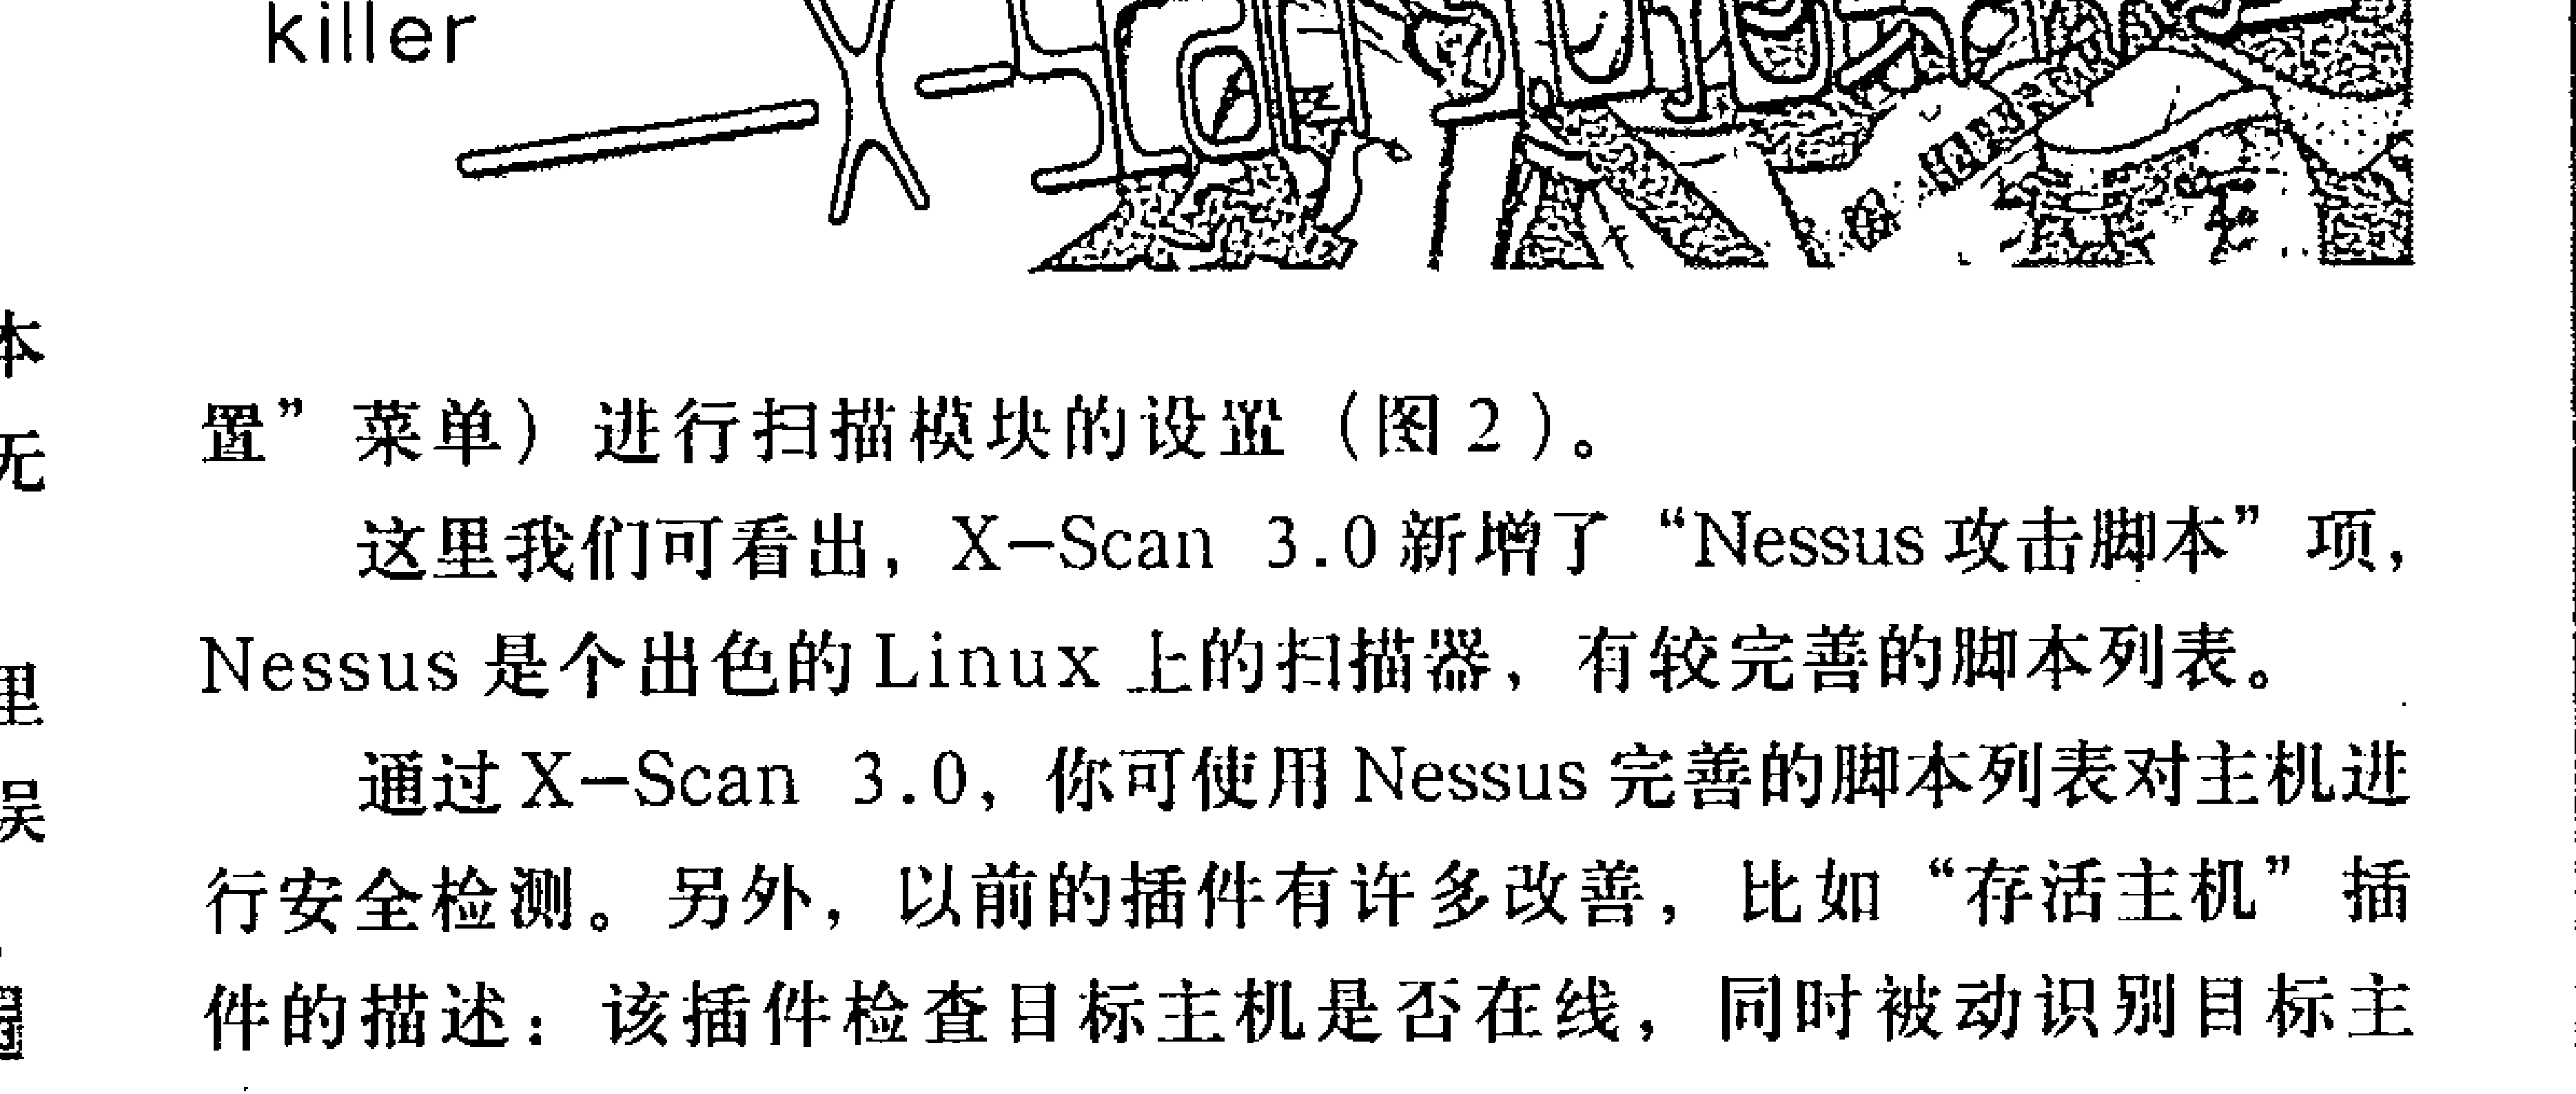 killer
本
无
里
误
置”菜单）进行扫描模块的设置（图2）。
这里我们可看出，X-Scan 3.0新增了“Nessus攻击脚本”项，
Nessus是个出色的Linux上的扫描器，有较完善的脚本列表。
通过X-Scan 3.0，你可使用Nessus完善的脚本列表对主机进
行安全检测。另外，以前的插件有许多改善，比如“存活主机”插
件的描述：该插件检查目标主机是否在线，同时被动识别目标主